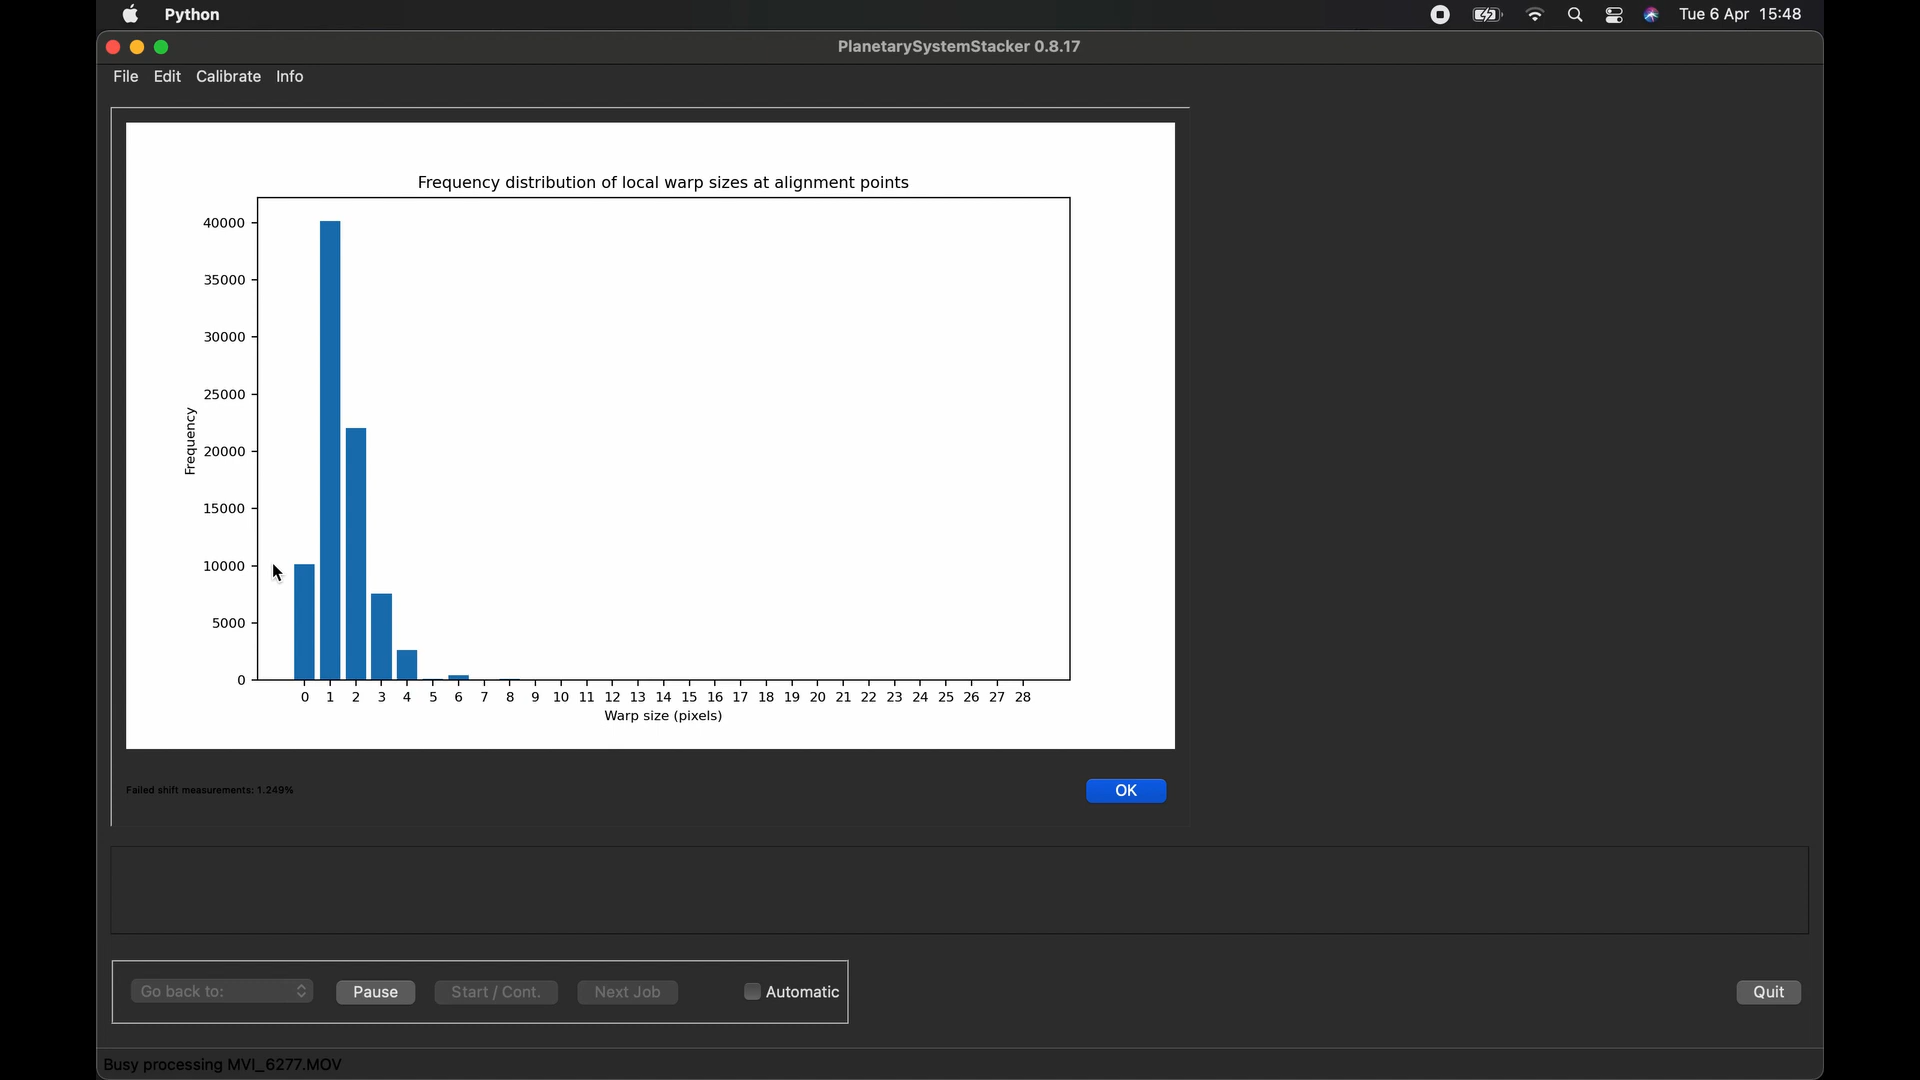 Python
Tue 6 Apr 15:48
PlanetarySystemStacker 0.8.17
File Edit Calibrate Info
Frequency distribution of local warp sizes at alignment points
40000
35000
30000
25000
20000
15000
10000
5000
0
Frequency
0 1 2 3 4 5 6 7 8 9 10 11 12 13 14 15 16 17 18 19 20 21 22 23 24 25 26 27 28
Warp size (pixels)
Failed shift measurements: 1.249%
OK
Go back to: Pause Start / Cont. Next Job Automatic Quit
Busy processing MVI_6277.MOV